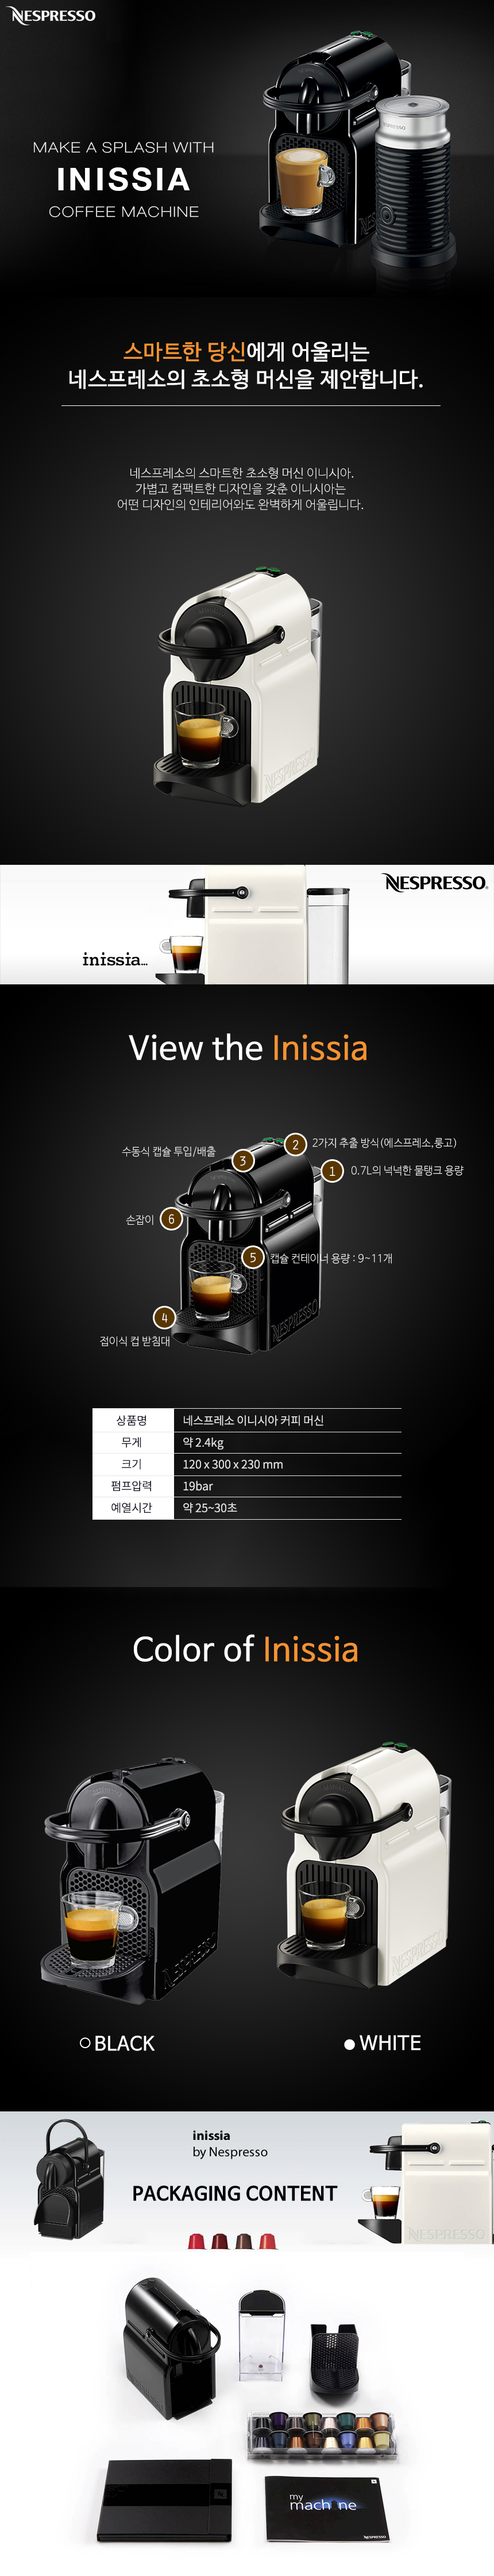 NESPRESSO
MAKE A SPLASH WITH
INISSIA
COFFEE MACHINE
스마트한 당신에게 어울리는
네스프레소의 초소형 머신을 제안합니다.
네스프레소의 스마트한 초소형 머신 이니시아.
가볍고 컴팩트한 디자인을 갖춘 이니시아는
어떤 디자인의 인테리어와도 완벽하게 어울립니다.
NESPRESSO
NESPRESSO
inissia...
View the Inissia
수동식 캡슐 투입/배출
3
2
2가지 추출 방식(에스프레소,룽고)
1
0.7L의 넉넉한 물탱크 용량
손잡이
6
5
캡슐 컨테이너 용량 : 9~11개
NESPRESSO
4
접이식 컵 받침대
상품명 네스프레소 이니시아 커피 머신
무게 약 2.4kg
크기 120 x 300 x 230 mm
펌프압력 19bar
예열시간 약 25~30초
Color of Inissia
NESPRESSO
NESPRESSO
BLACK
WHITE
inissia
by Nespresso
PACKAGING CONTENT
NESPRESSO
my
machine
NESPRESSO